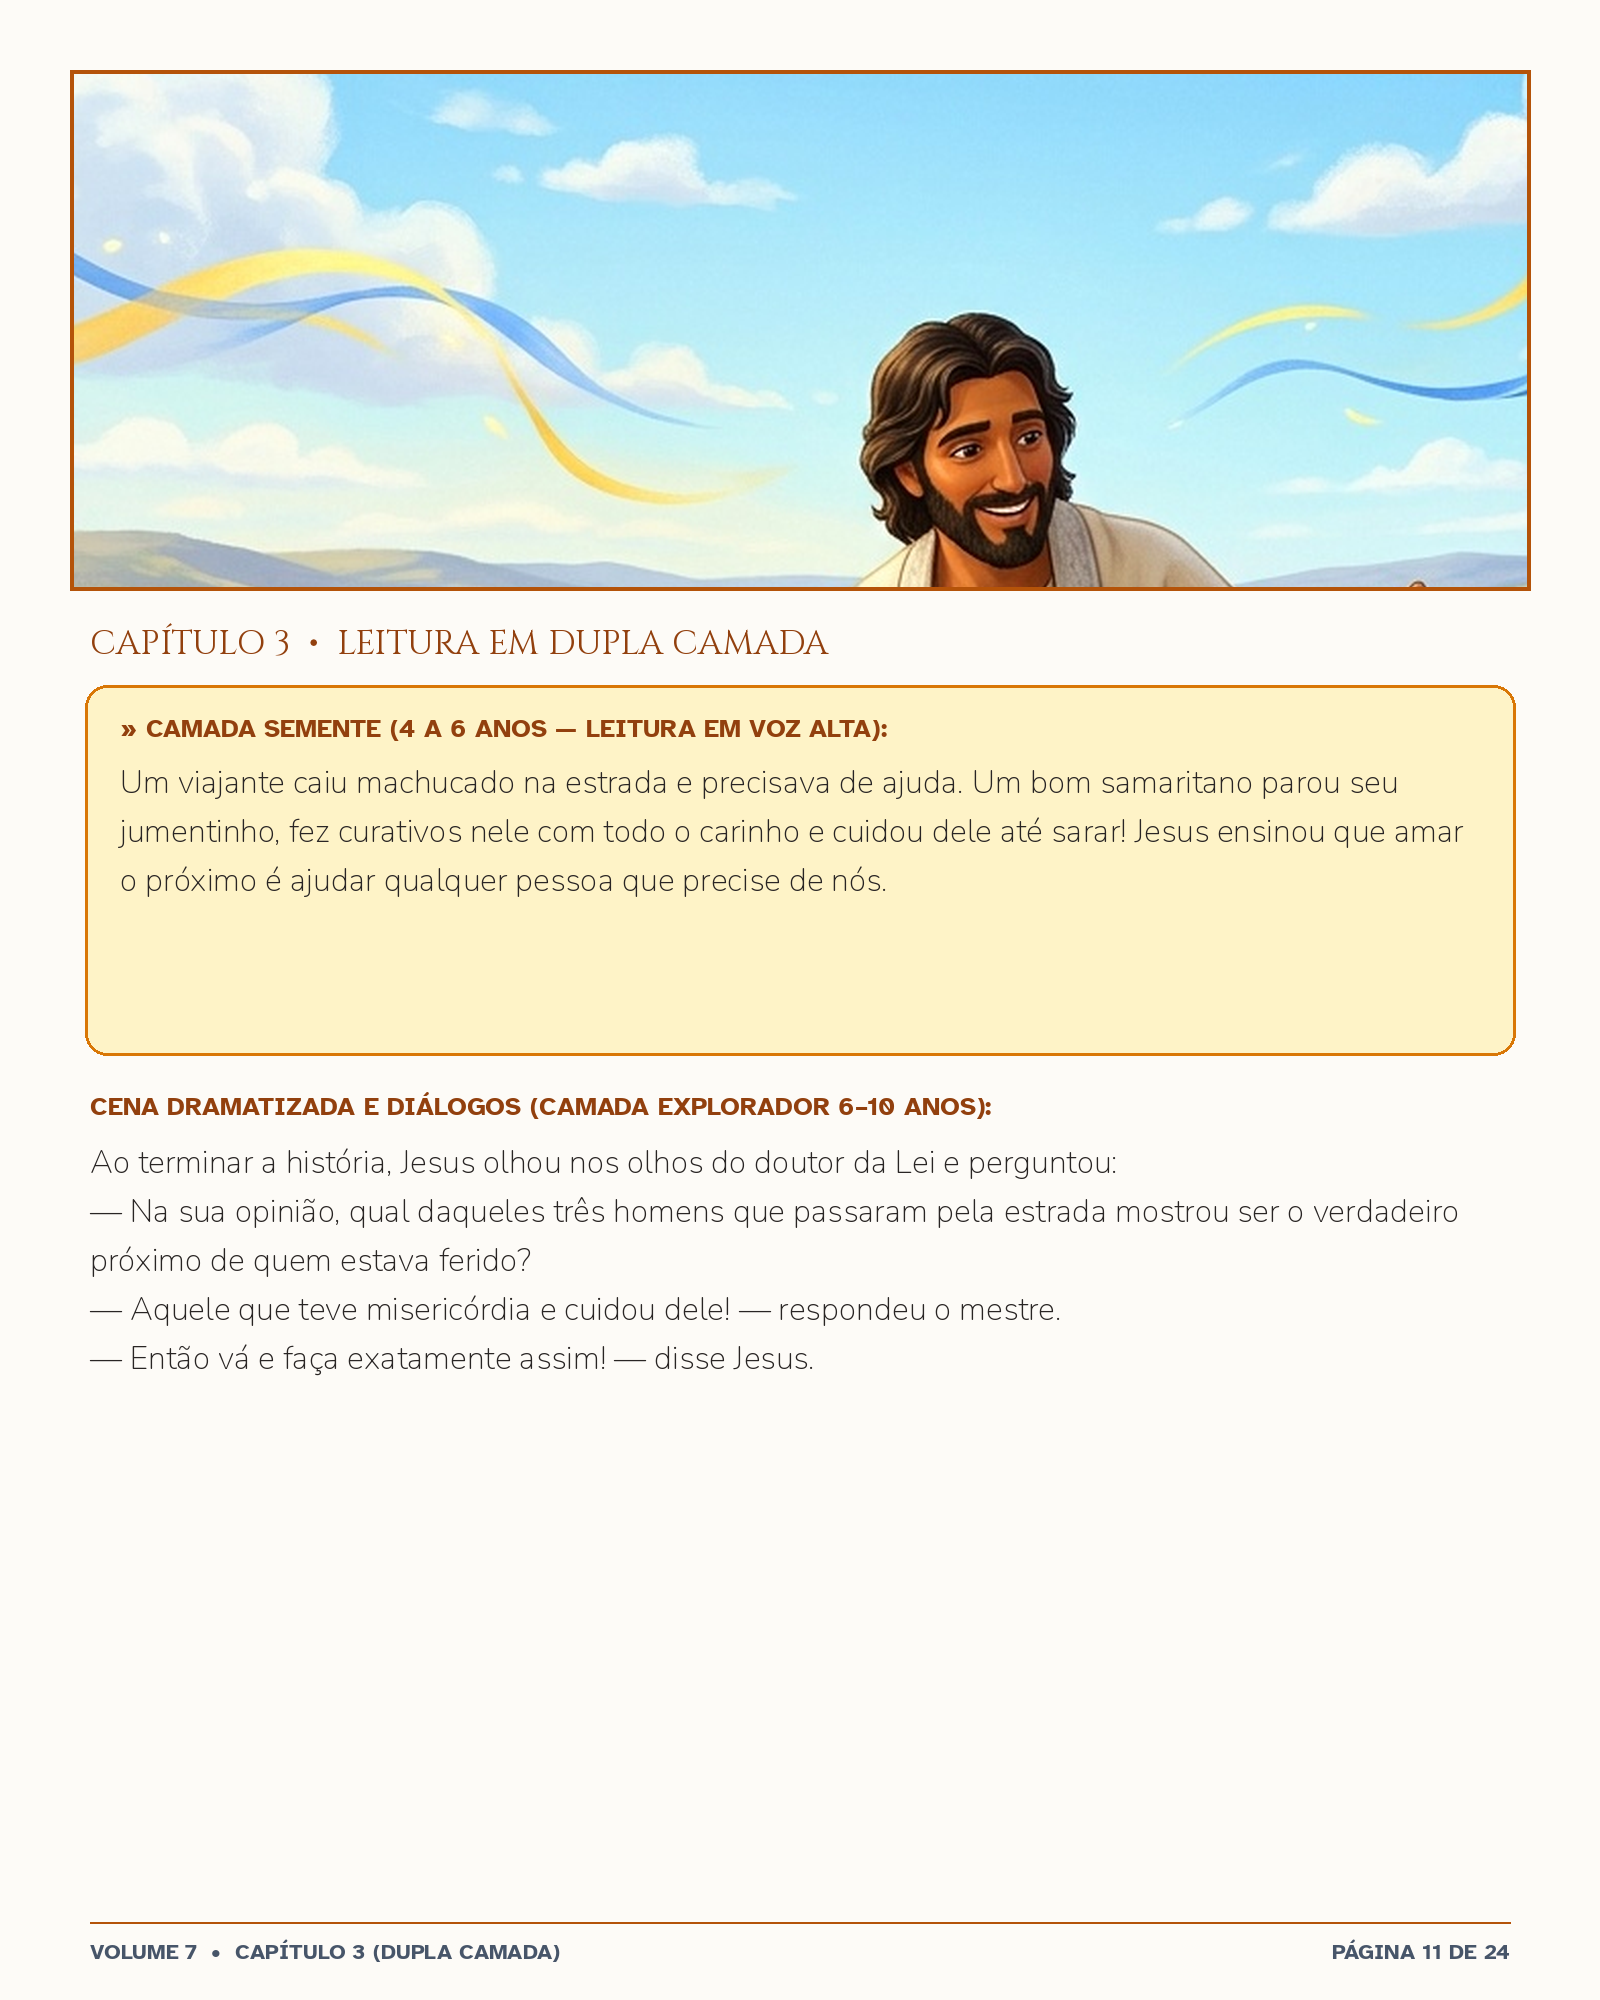 CAPÍTULO 3 • LEITURA EM DUPLA CAMADA
» CAMADA SEMENTE (4 A 6 ANOS — LEITURA EM VOZ ALTA):
Um viajante caiu machucado na estrada e precisava de ajuda. Um bom samaritano parou seu
jumentinho, fez curativos nele com todo o carinho e cuidou dele até sarar! Jesus ensinou que amar
o próximo é ajudar qualquer pessoa que precise de nós.
CENA DRAMATIZADA E DIÁLOGOS (CAMADA EXPLORADOR 6–10 ANOS):
Ao terminar a história, Jesus olhou nos olhos do doutor da Lei e perguntou:
— Na sua opinião, qual daqueles três homens que passaram pela estrada mostrou ser o verdadeiro
próximo de quem estava ferido?
— Aquele que teve misericórdia e cuidou dele! — respondeu o mestre.
— Então vá e faça exatamente assim! — disse Jesus.
VOLUME 7 • CAPÍTULO 3 (DUPLA CAMADA)
PÁGINA 11 DE 24